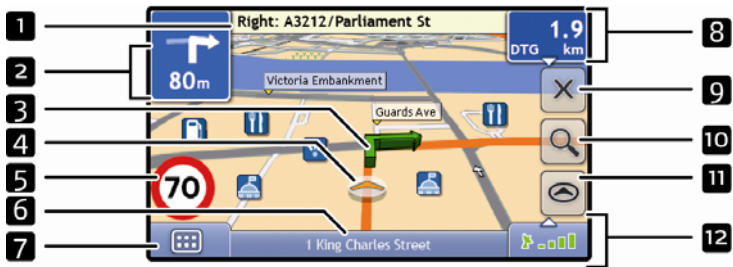 1
Right: A3212/Parliament St
1.9
DTG km
8
2
80m
Victoria Embankment
9
3
Guards Ave
4
10
5
70
11
6
12
7
1 King Charles Street